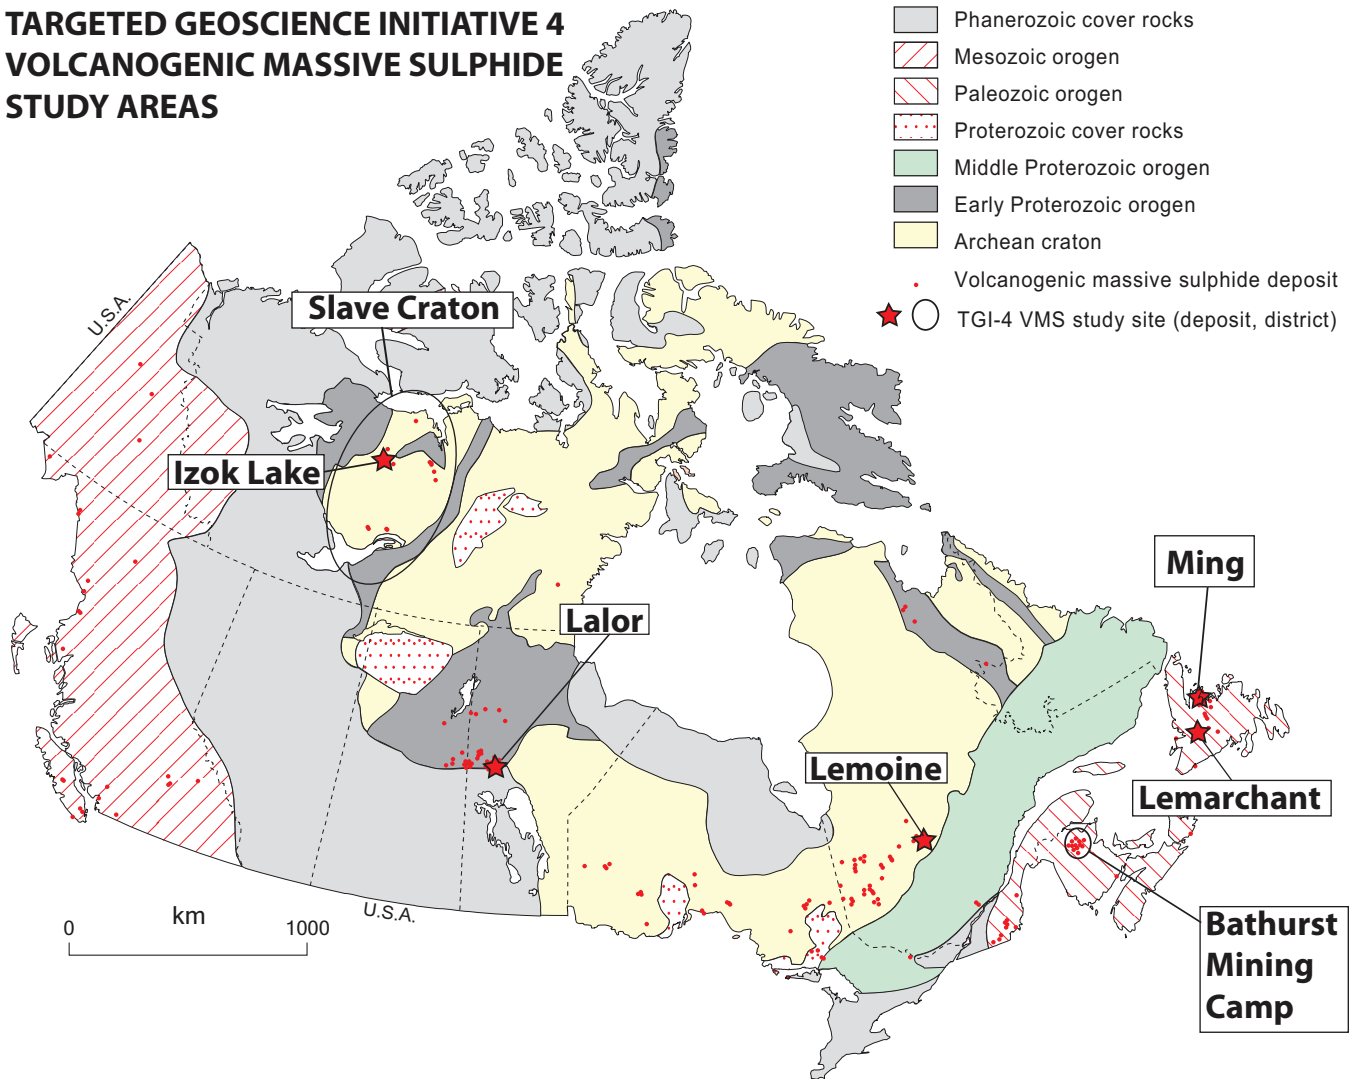 TARGETED GEOSCIENCE INITIATIVE 4
VOLCANOGENIC MASSIVE SULPHIDE
STUDY AREAS
Phanerozoic cover rocks
Mesozoic orogen
Paleozoic orogen
Proterozoic cover rocks
Middle Proterozoic orogen
Early Proterozoic orogen
Archean craton
Volcanogenic massive sulphide deposit
TGI-4 VMS study site (deposit, district)
U.S.A.
Slave Craton
Izok Lake
Lalor
Ming
Lemoine
Lemarchant
Bathurst
Mining
Camp
U.S.A.
km
0 1000